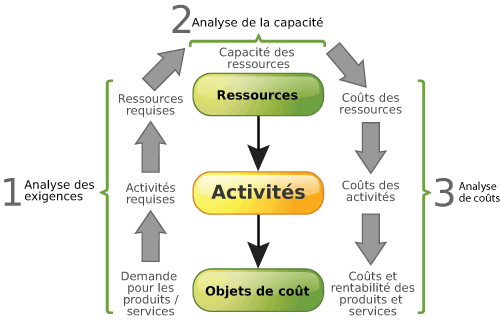 2 Analyse de la capacité
Capacité des
ressources
Ressources
requises
Ressources
Coûts des
ressources
1 Analyse des
exigences
Activités
requises
Activités
Coûts des
activités
3 Analyse
de coûts
Demande
pour les
produits /
services
Objets de coût
Coûts et
rentabilité des
produits et
services